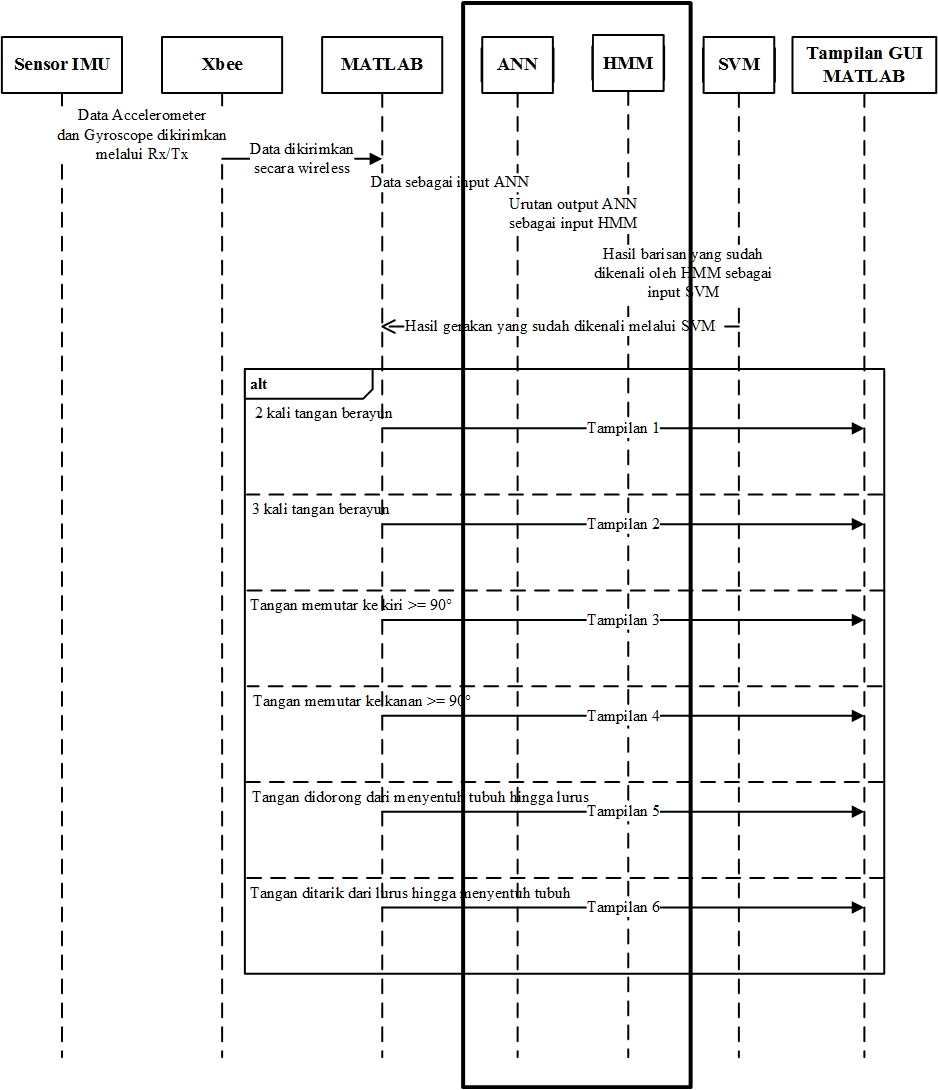 Sensor IMU
Xbee
MATLAB
ANN
HMM
SVM
Tampilan GUI
MATLAB
Data Accelerometer
dan Gyroscope dikirimkan
melalui Rx/Tx
Data dikirimkan
secara wireless
Data sebagai input ANN
Urutan output ANN
sebagai input HMM
Hasil barisan yang sudah
dikenali oleh HMM sebagai
input SVM
Hasil gerakan yang sudah dikenali melalui SVM
alt
2 kali tangan berayun
Tampilan 1
3 kali tangan berayun
Tampilan 2
Tangan memutar ke kiri >= 90°
Tampilan 3
Tangan memutar ke kanan >= 90°
Tampilan 4
Tangan didorong dari menyentuh tubuh hingga lurus
Tampilan 5
Tangan ditarik dari lurus hingga menyentuh tubuh
Tampilan 6